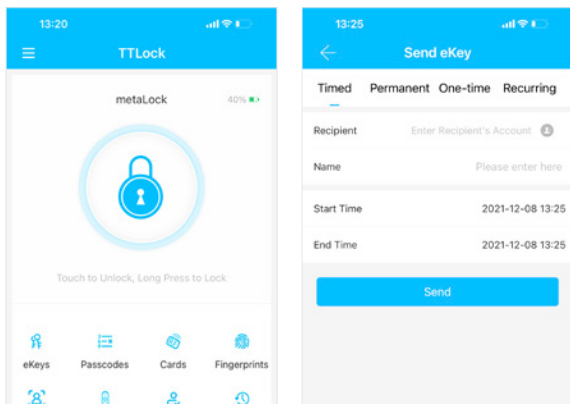 13:20
TTLock
metaLock
40%
Touch to Unlock, Long Press to Lock
eKeys Passcodes Cards Fingerprints
13:25
Send eKey
Timed Permanent One-time Recurring
Recipient Enter Recipient's Account
Name Please enter here
Start Time 2021-12-08 13:25
End Time 2021-12-08 13:25
Send